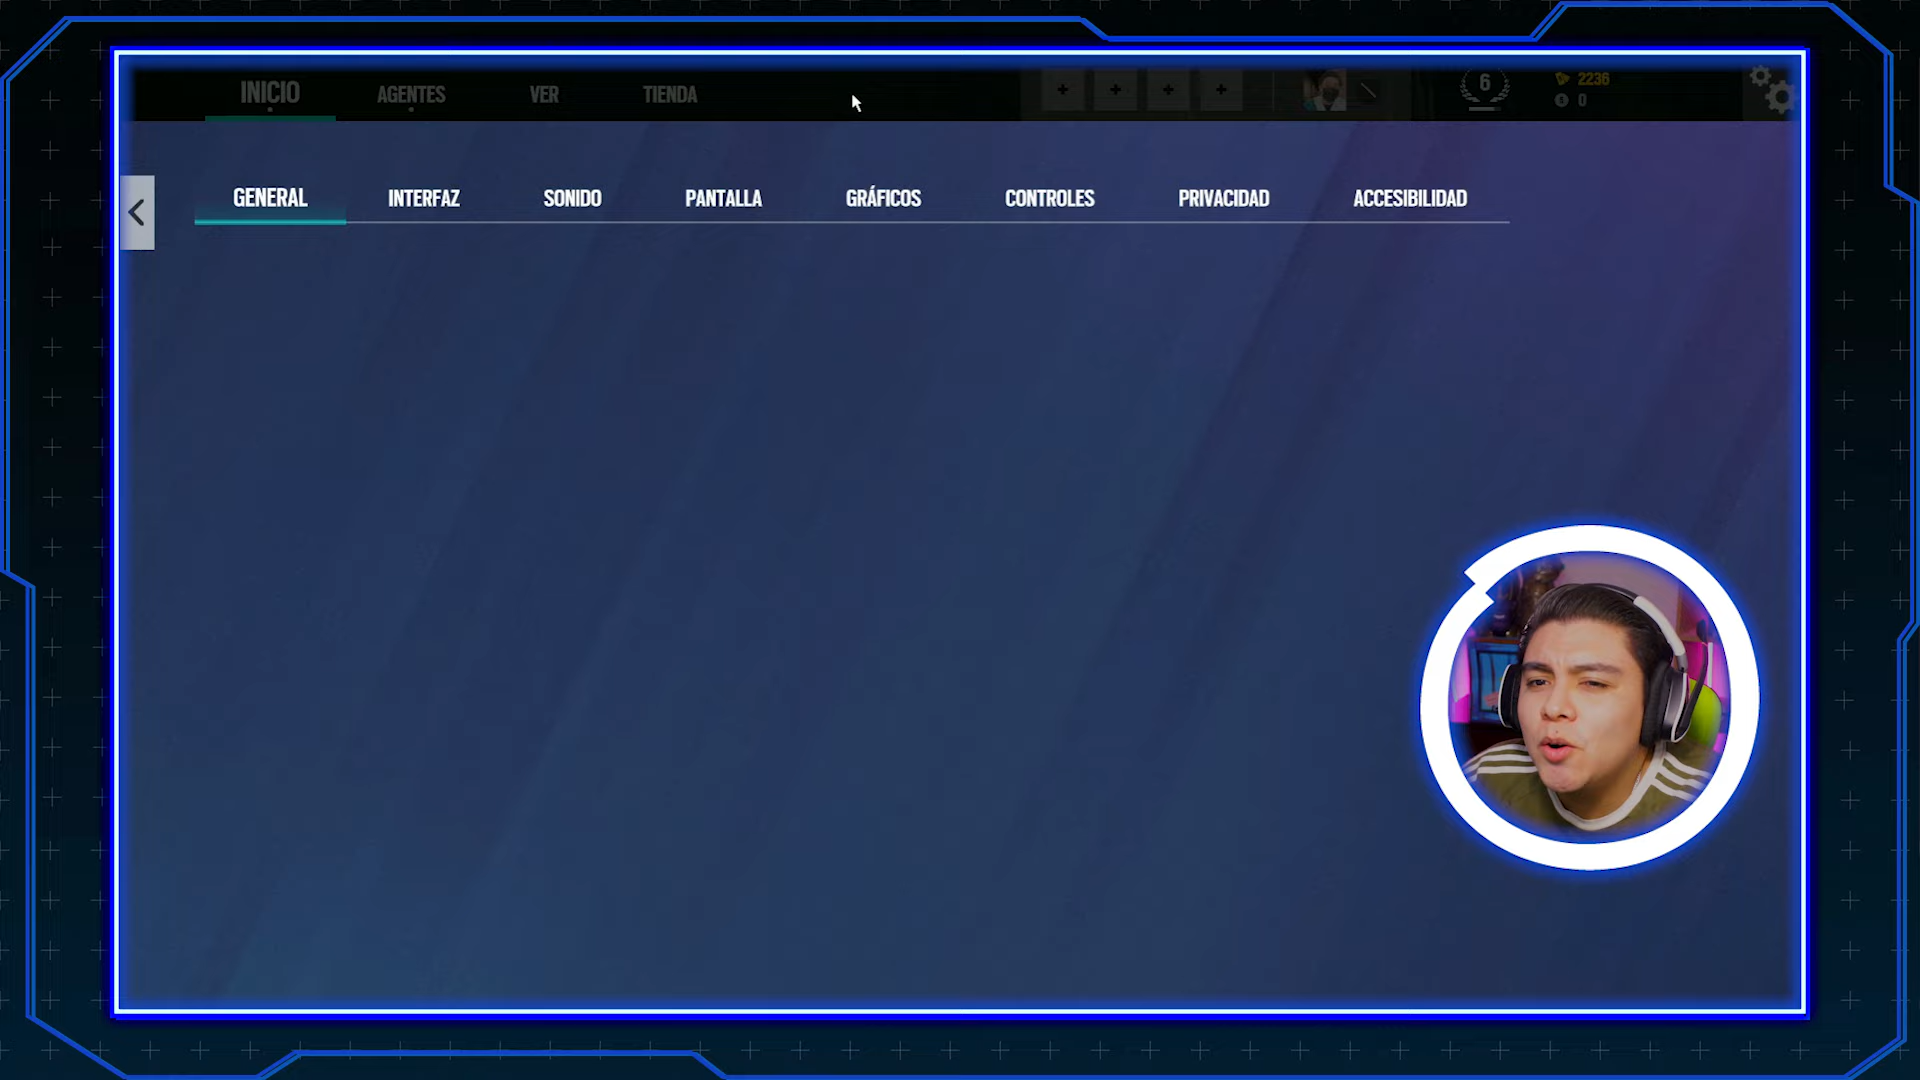 INICIO AGENTES VER TIENDA 6 2236
0
GENERAL INTERFAZ SONIDO PANTALLA GRÁFICOS CONTROLES PRIVACIDAD ACCESIBILIDAD